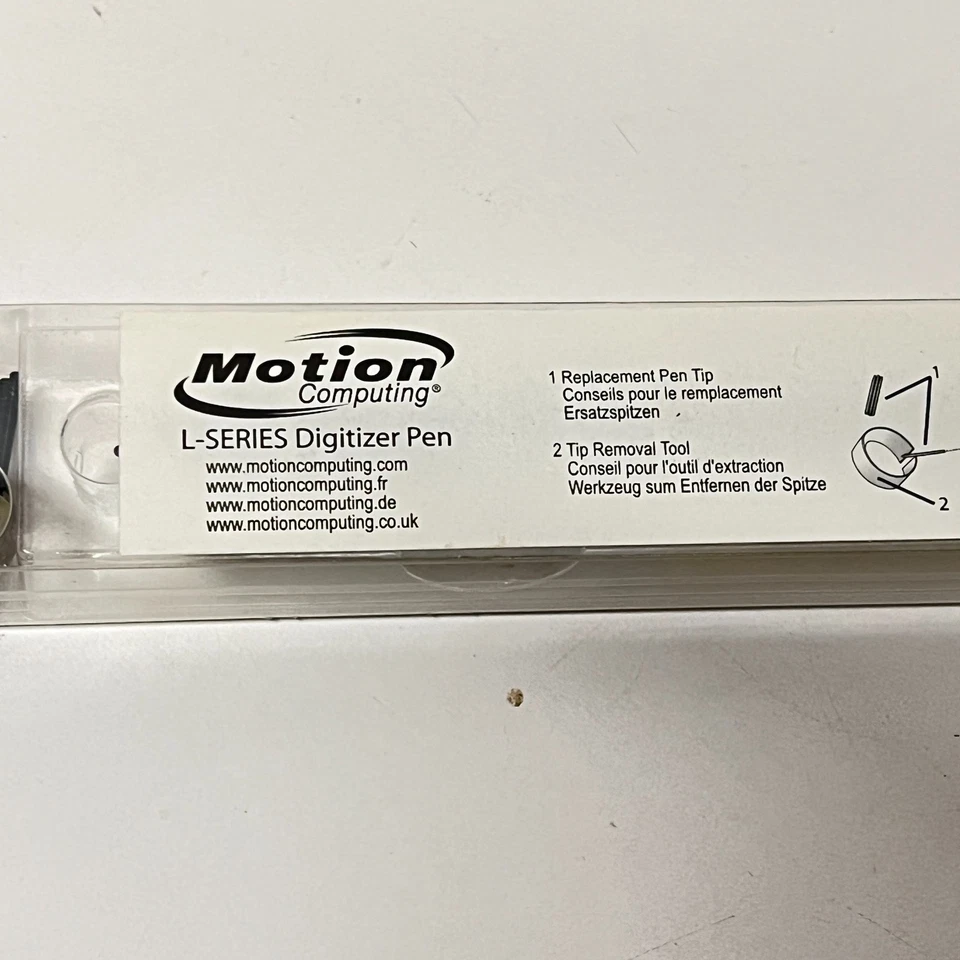 Motion
Computing®
L-SERIES Digitizer Pen
www.motioncomputing.com
www.motioncomputing.fr
www.motioncomputing.de
www.motioncomputing.co.uk
1 Replacement Pen Tip
Conseils pour le remplacement
Ersatzspitzen
2 Tip Removal Tool
Conseil pour l'outil d'extraction
Werkzeug sum Entfernen der Spitze
1
2